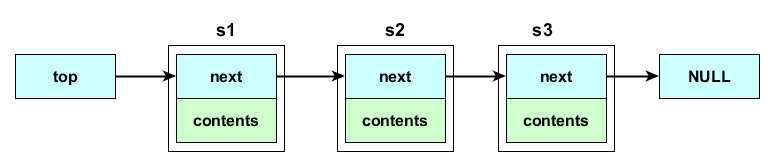 s1 s2 s3
top next next next NULL
contents contents contents